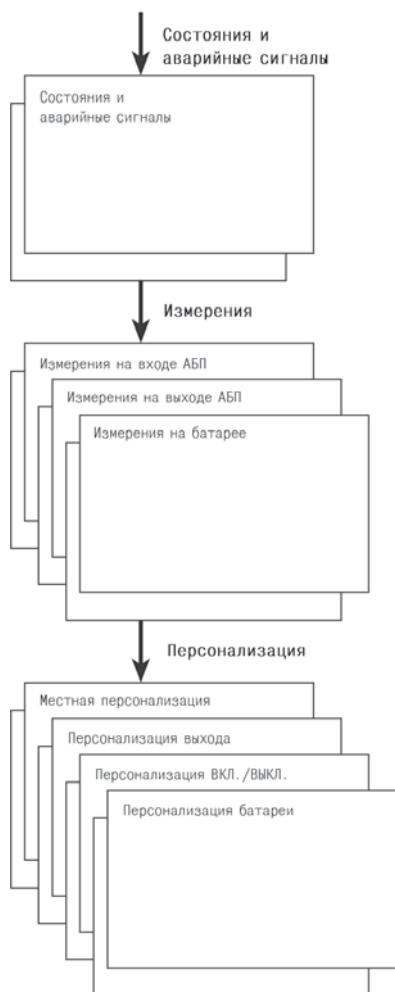 Состояния и
аварийные сигналы
Состояния и
аварийные сигналы
Измерения
Измерения на входе АБП
Измерения на выходе АБП
Измерения на батарее
Персонализация
Местная персонализация
Персонализация выхода
Персонализация ВКЛ./ВЫКЛ.
Персонализация батареи